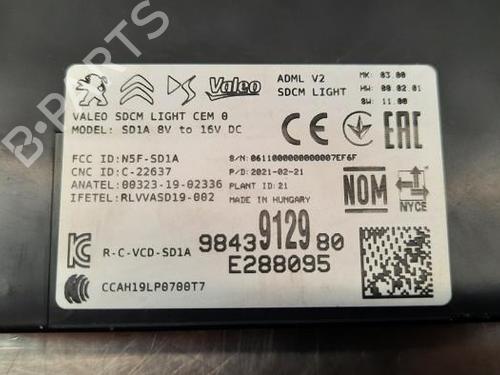 Valeo
ADML V2
SDCM LIGHT
MK: 03.00
HW: 00.02.01
SW: 11.00
VALEO SDCM LIGHT CEM 0
MODEL: SD1A 8V to 16V DC
CE
EAC
FCC ID:N5F-SD1A
CNC ID:C-22637
ANATEL:00323-19-02336
IFETEL:RLVVASD19-002
S/N:0611000000000007EF6F
P/D:2021-02-21
PLANT ID:21
MADE IN HUNGARY
NOM
NYCE
R-C-VCD-SD1A
9843912980
E288095
CCAH19LP0700T7
B-PARTS